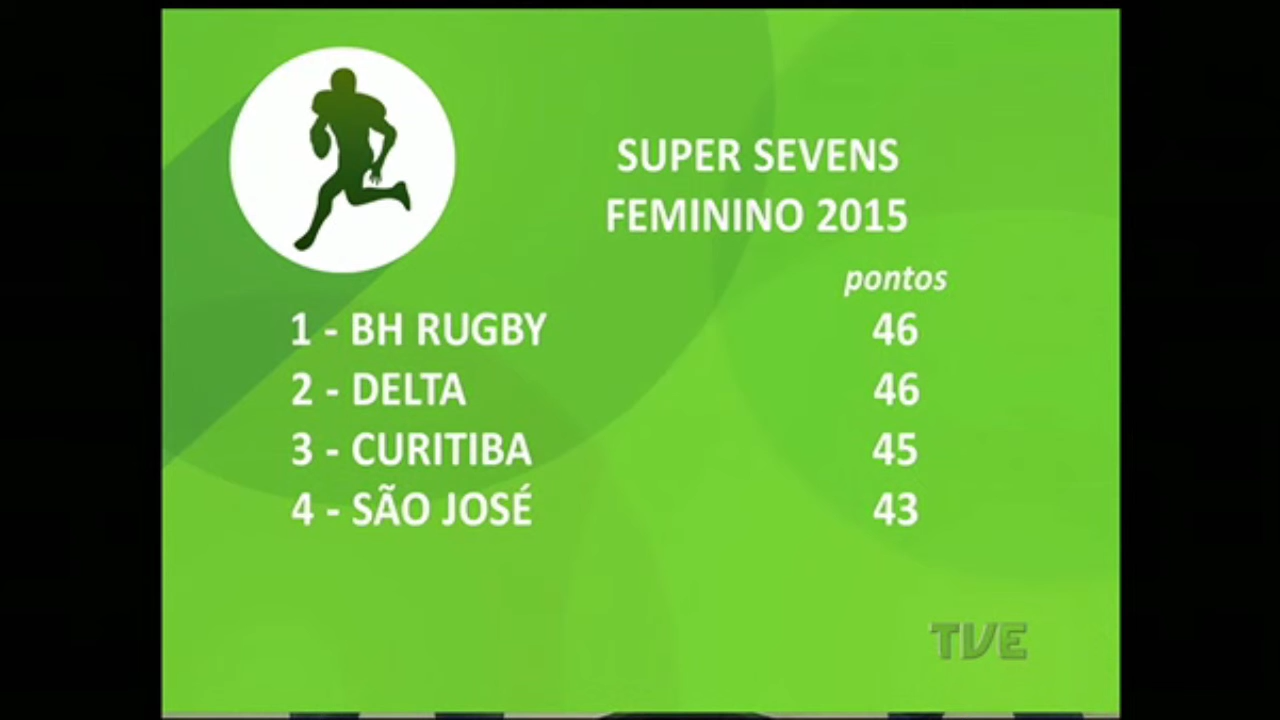 SUPER SEVENS
FEMININO 2015
pontos
1 - BH RUGBY 46
2 - DELTA 46
3 - CURITIBA 45
4 - SÃO JOSÉ 43
TVE